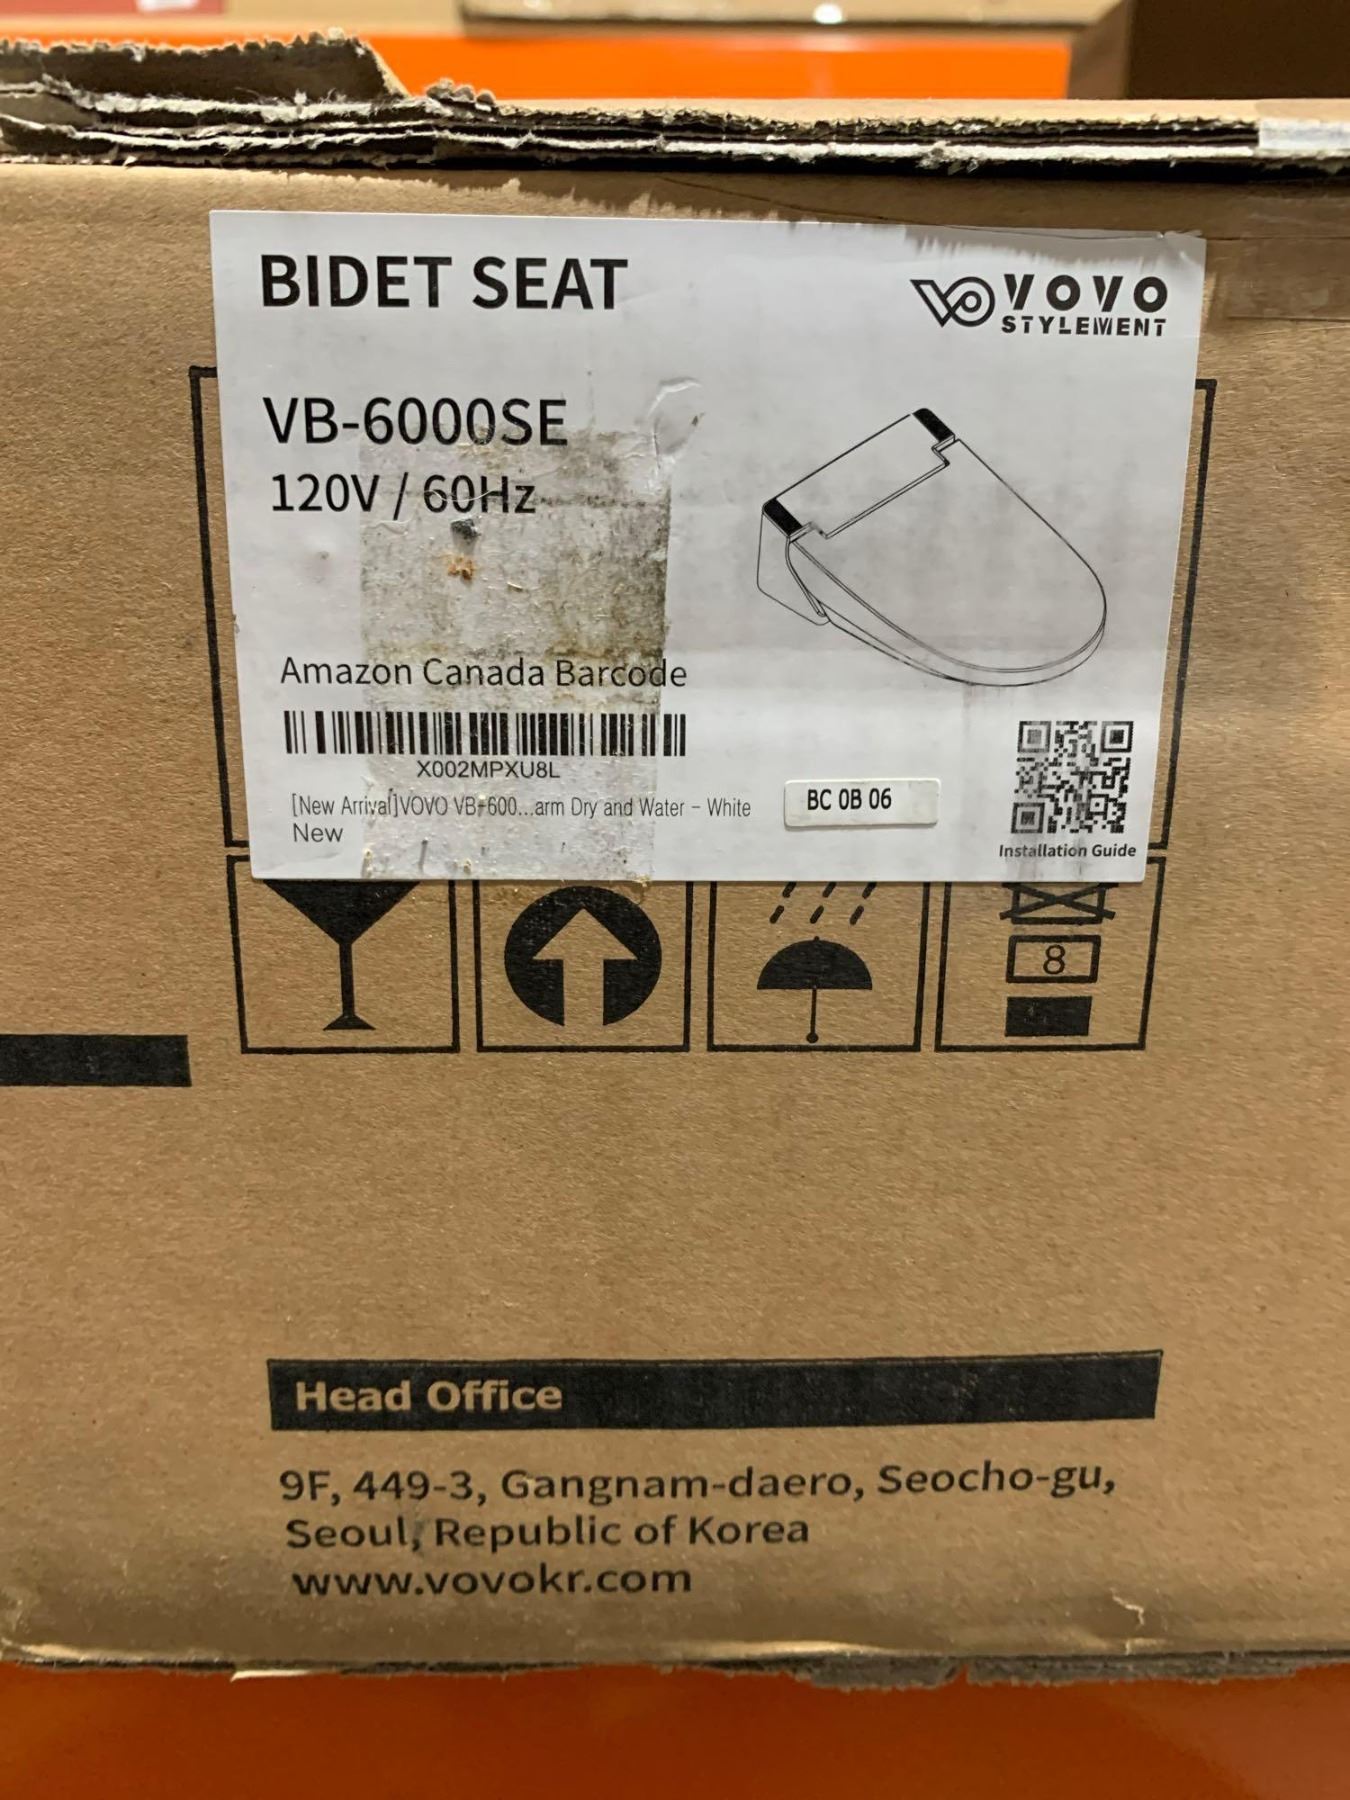 BIDET SEAT
VOVO
STYLEMENT
VB-6000SE
120V / 60Hz
Amazon Canada Barcode
X002MPXU8L
[New Arrival]VOVO VB-600...arm Dry and Water - White
New
BC 0B 06
Installation Guide
8
Head Office
9F, 449-3, Gangnam-daero, Seocho-gu,
Seoul, Republic of Korea
www.vovokr.com